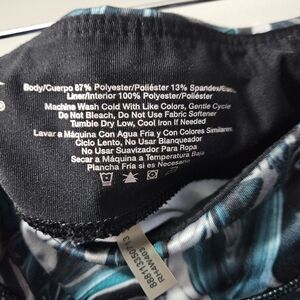 Body/Cuerpo 87% Polyester/Poliéster 13% Spandex/
Liner/Interior 100% Polyester/Poliéster
Machine Wash Cold With Like Colors, Gentle Cycle
Do Not Bleach, Do Not Use Fabric Softener
Tumble Dry Low, Cool Iron If Needed
Lavar a Máquina Con Agua Fría y Con Colores Similares
Ciclo Lento, No Usar Blanqueador
No Usar Suavizador Para Ropa
Secar a Máquina a Temperatura Baja
Plancha Fría si es Necesario
RH4W403